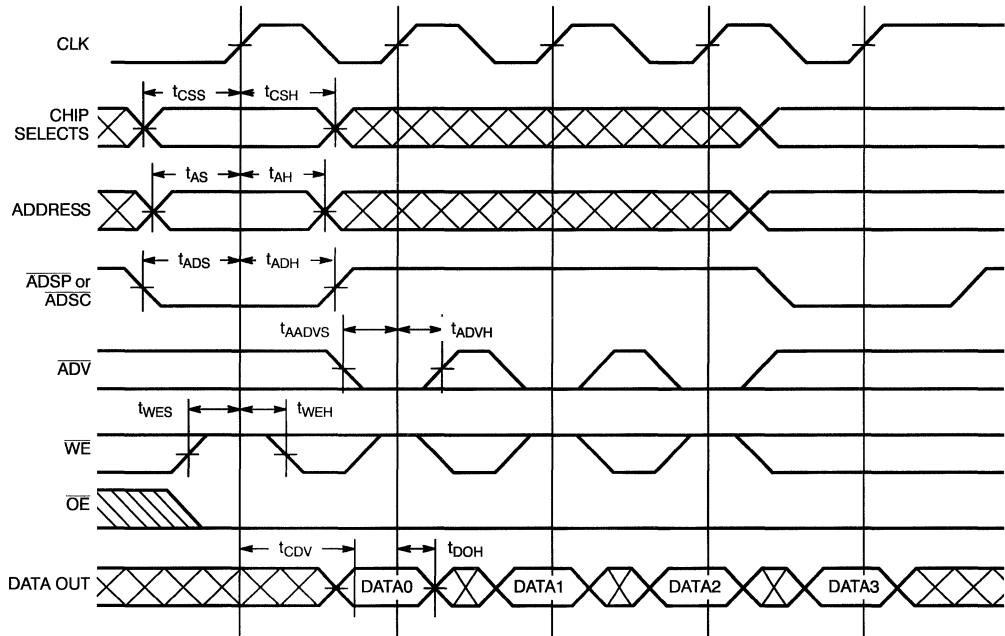 CLK
tCSS
tCSH
CHIP
SELECTS
tAS
tAH
ADDRESS
tADS
tADH
ADSP or
ADSC
tAADVS
tADVH
ADV
tWES
tWEH
WE
OE
tCDV
tDOH
DATA OUT
DATA0
DATA1
DATA2
DATA3